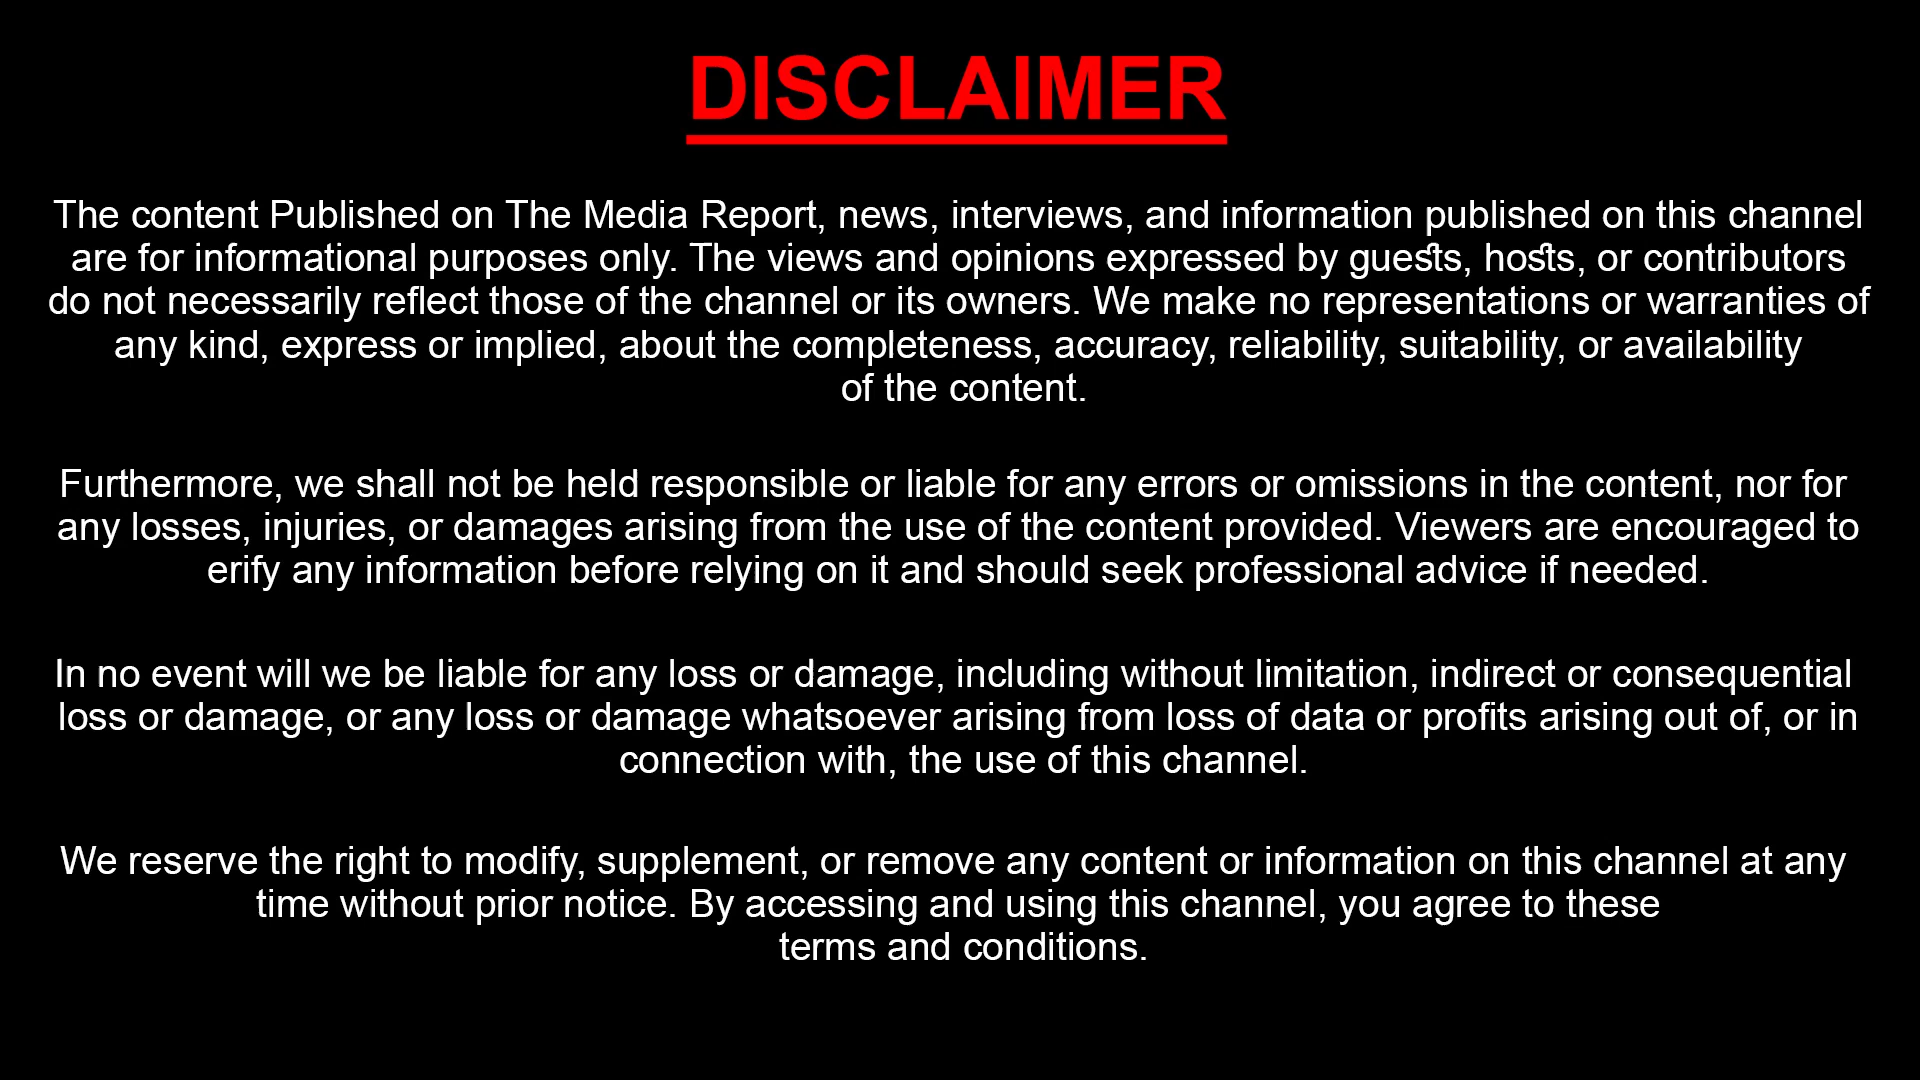 DISCLAIMER
The content Published on The Media Report, news, interviews, and information published on this channel
are for informational purposes only. The views and opinions expressed by guests, hosts, or contributors
do not necessarily reflect those of the channel or its owners. We make no representations or warranties of
any kind, express or implied, about the completeness, accuracy, reliability, suitability, or availability
of the content.
Furthermore, we shall not be held responsible or liable for any errors or omissions in the content, nor for
any losses, injuries, or damages arising from the use of the content provided. Viewers are encouraged to
erify any information before relying on it and should seek professional advice if needed.
In no event will we be liable for any loss or damage, including without limitation, indirect or consequential
loss or damage, or any loss or damage whatsoever arising from loss of data or profits arising out of, or in
connection with, the use of this channel.
We reserve the right to modify, supplement, or remove any content or information on this channel at any
time without prior notice. By accessing and using this channel, you agree to these
terms and conditions.